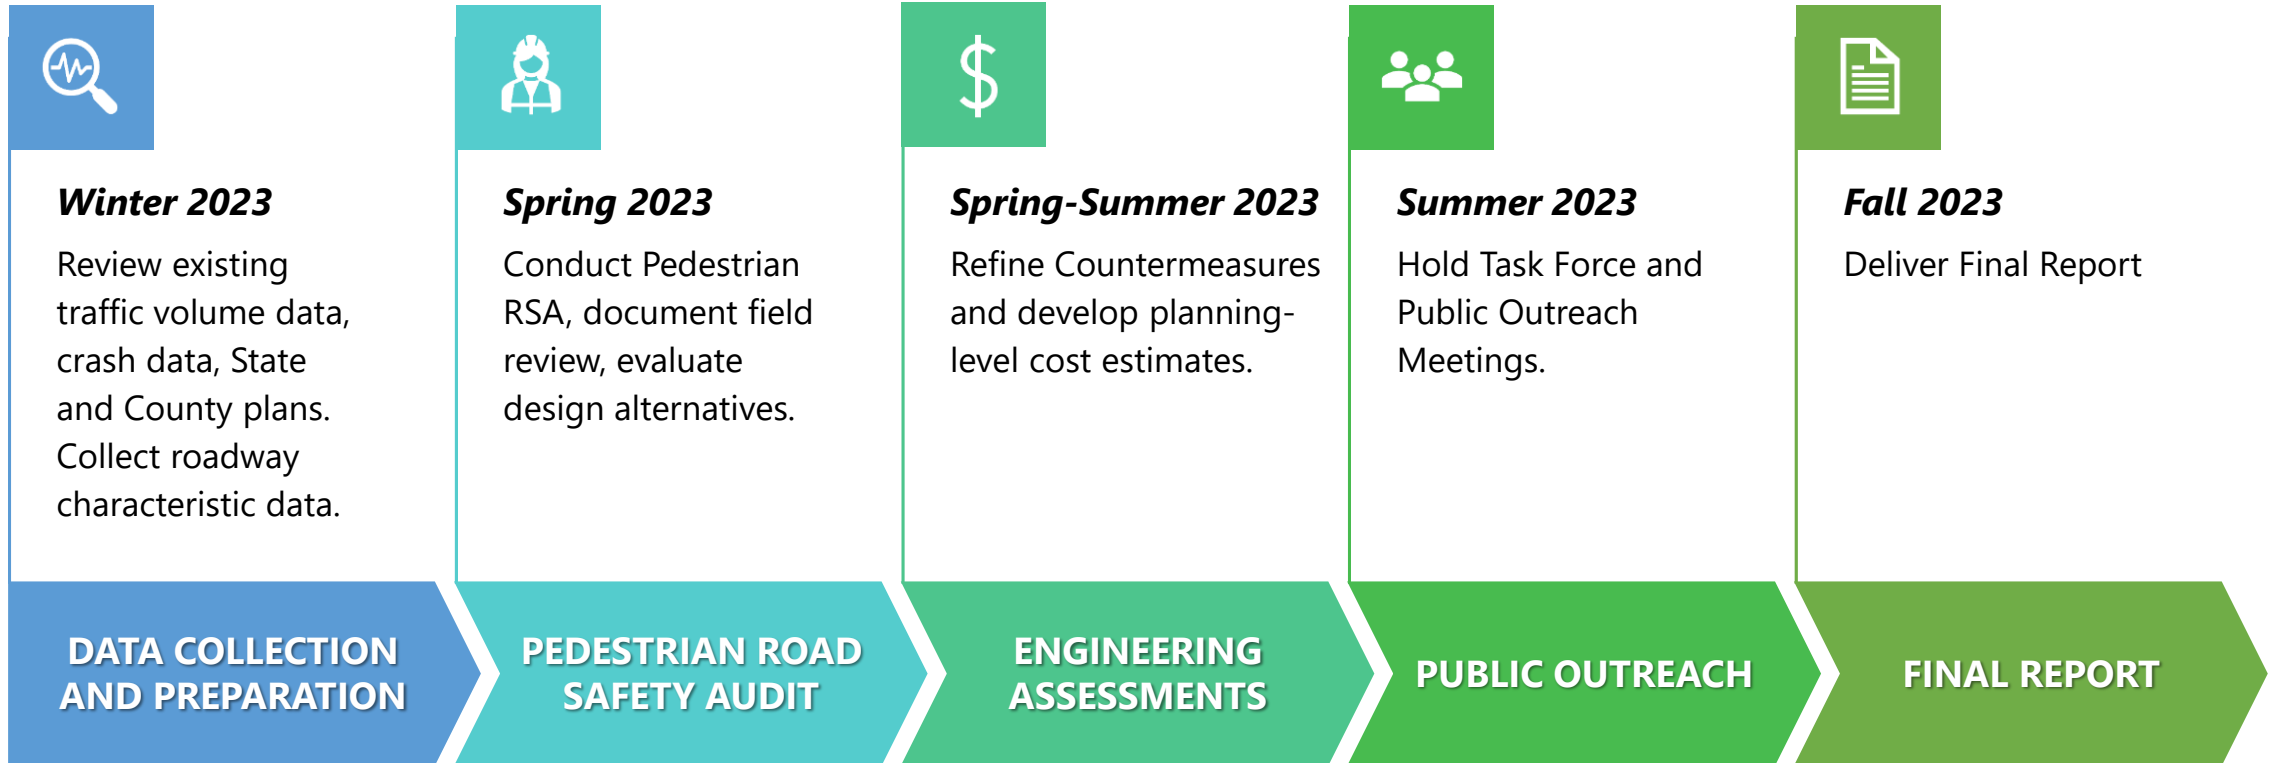 Winter 2023
Review existing
traffic volume data,
crash data, State
and County plans.
Collect roadway
characteristic data.
DATA COLLECTION
AND PREPARATION
Spring 2023
Conduct Pedestrian
RSA, document field
review, evaluate
design alternatives.
PEDESTRIAN ROAD
SAFETY AUDIT
Spring-Summer 2023
Refine Countermeasures
and develop planning-
level cost estimates.
ENGINEERING
ASSESSMENTS
Summer 2023
Hold Task Force and
Public Outreach
Meetings.
PUBLIC OUTREACH
Fall 2023
Deliver Final Report
FINAL REPORT